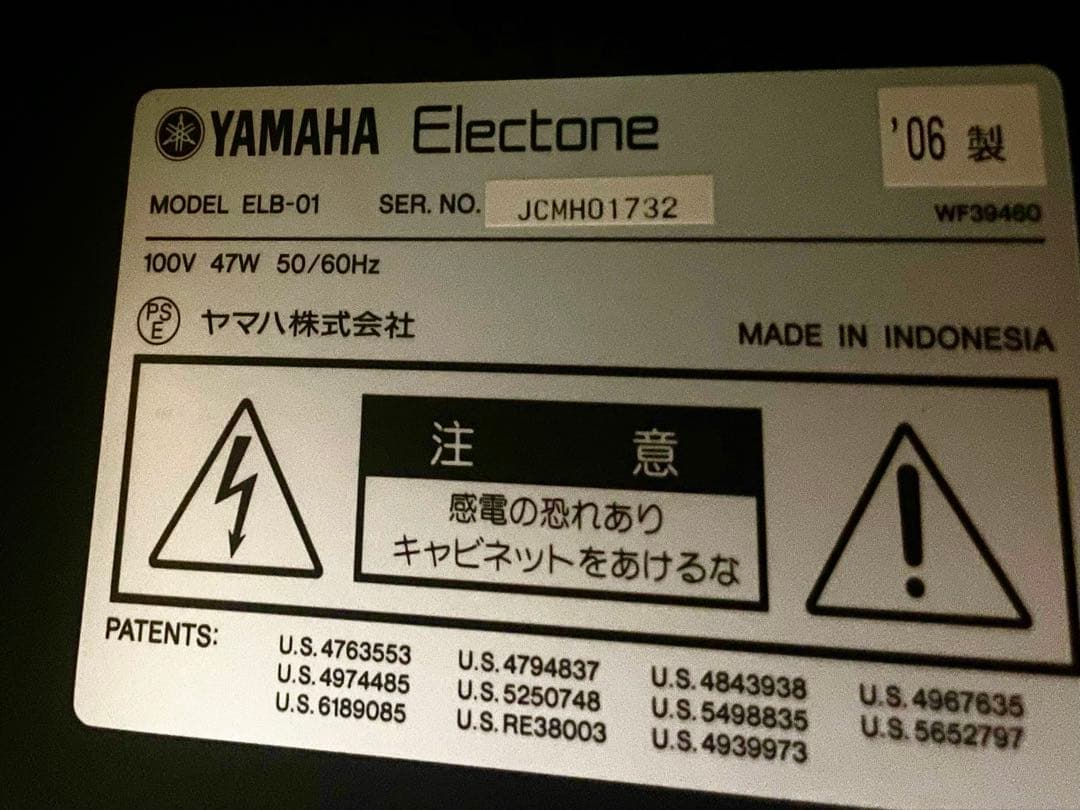 YAMAHA Electone
'06 製
MODEL ELB-01 SER. NO. JCMH01732
WF39460
100V 47W 50/60Hz
PS
E
ヤマハ株式会社
MADE IN INDONESIA
注 意
感電の恐れあり
キャビネットをあけるな
PATENTS:
U.S.4763553 U.S.4794837 U.S.4843938 U.S.4967635
U.S.4974485 U.S.5250748 U.S.5498835 U.S.5652797
U.S.6189085 U.S.RE38003 U.S.4939973